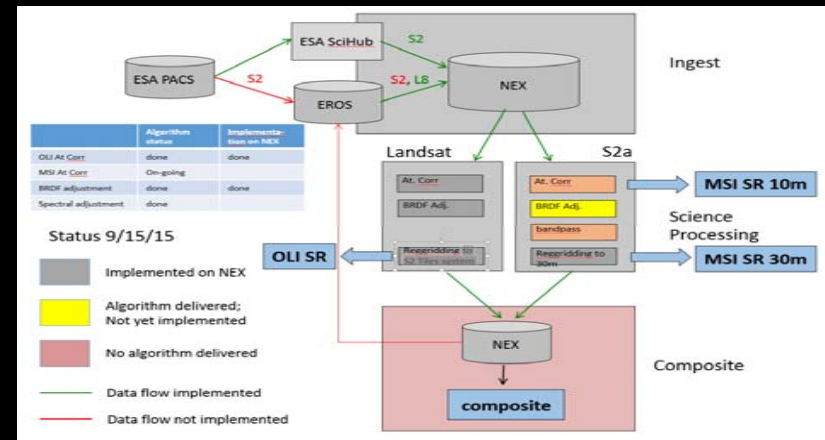 ESA SciHub
S2
ESA PACS
S2
EROS
S2, L8
NEX
Ingest
Algorithm status
Implementa-
tion on NEX
OLI At Corr
done
done
MSI At Corr
On-going
BRDF adjustment
done
done
Spectral adjustment
done
Status 9/15/15
Implemented on NEX
Algorithm delivered;
Not yet implemented
No algorithm delivered
Data flow implemented
Data flow not implemented
Landsat
At. Corr
BRDF Adj.
Reggridding to
S2 Tiles system
OLI SR
S2a
At. Corr
BRDF Adj.
bandpass
Reggridding to
30m
MSI SR 10m
Science
Processing
MSI SR 30m
NEX
composite
Composite